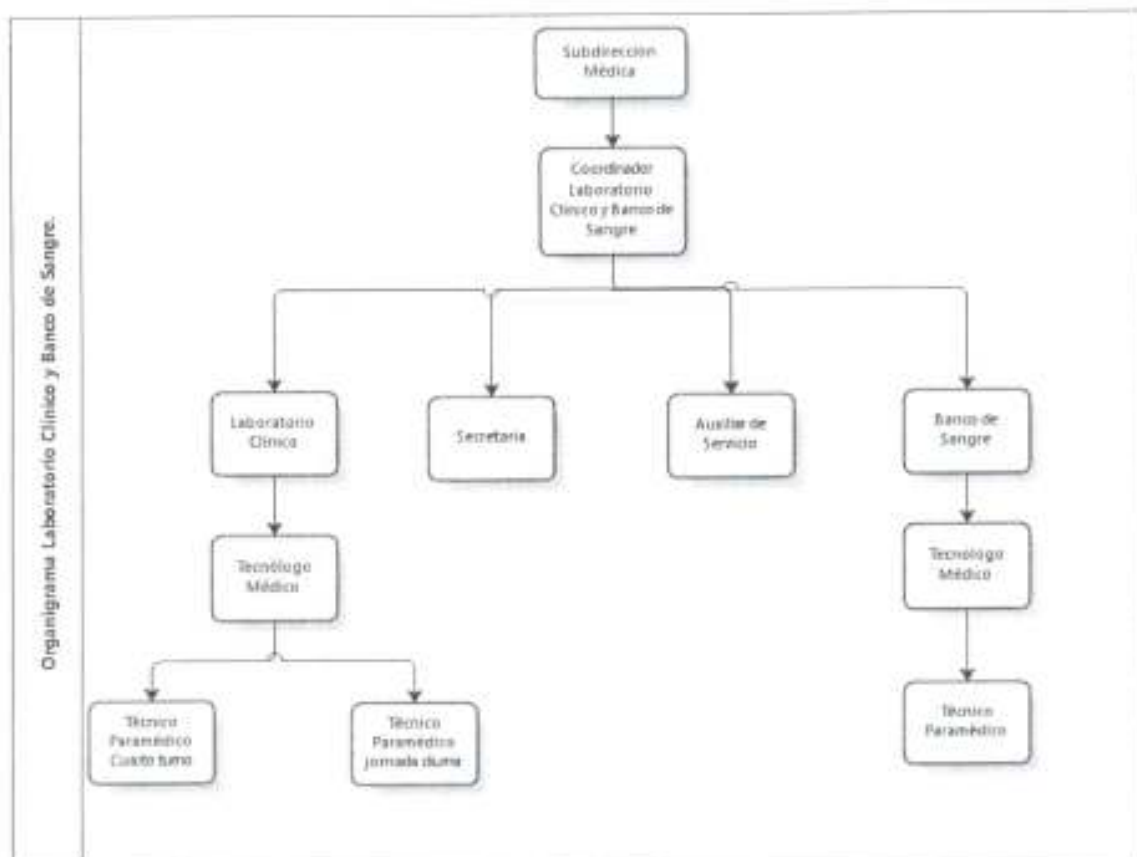 Organigrama Laboratorio Clínico y Banco de Sangre.
Subdirección
Médica
Coordinador
Laboratorio
Clínico y Banco de
Sangre
Laboratorio
Clínico
Secretaria
Auxiliar de
Servicio
Banco de
Sangre
Tecnólogo
Médico
Tecnólogo
Médico
Técnico
Paramédico
Cuarto turno
Técnico
Paramédico
jornada diurna
Técnico
Paramédico